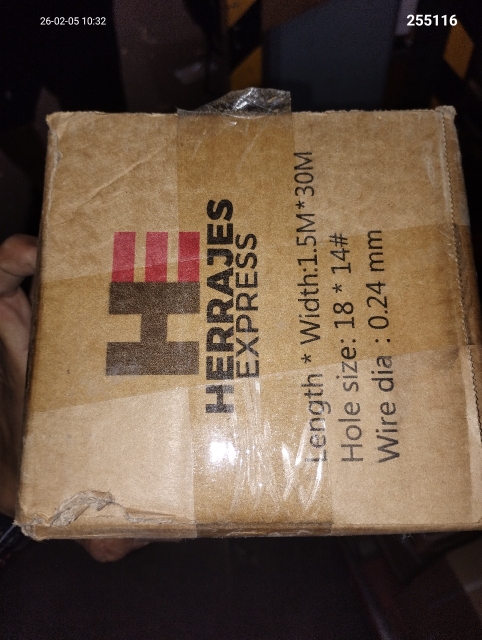 26-02-05 10:32
255116
HERRAJES
EXPRESS
Length * Width:1.5M*30M
Hole size: 18 * 14#
Wire dia : 0.24 mm